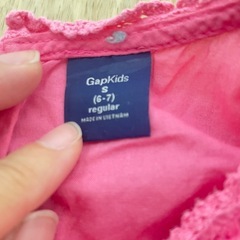 GapKids
S
(6-7)
regular
MADE IN VIETNAM